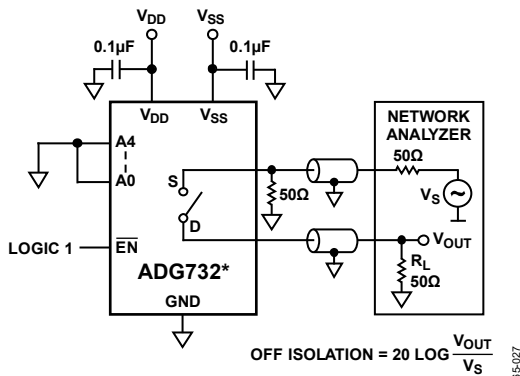 VDD VSS
0.1µF 0.1µF
VDD VSS
A4
A0
S
D
LOGIC 1
EN
ADG732*
GND
50Ω
NETWORK
ANALYZER
50Ω
VS
VOUT
RL
50Ω
OFF ISOLATION = 20 LOG VOUT
VS